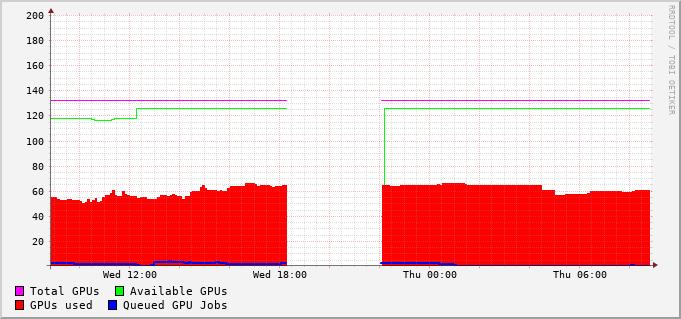 200
180
160
140
120
100
80
60
40
20
Wed 12:00 Wed 18:00 Thu 00:00 Thu 06:00
Total GPUs Available GPUs
GPUs used Queued GPU Jobs
RRDTOOL / TOBI OETIKER